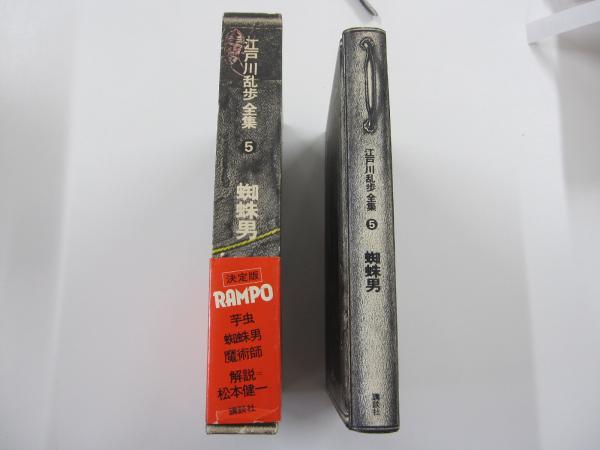 江戸川乱歩 全集
5
蜘蛛男
決定版
RAMPO
芋虫
蜘蛛男
魔術師
解説=
松本健一
講談社
江戸川乱歩 全集
5
蜘蛛男
講談社